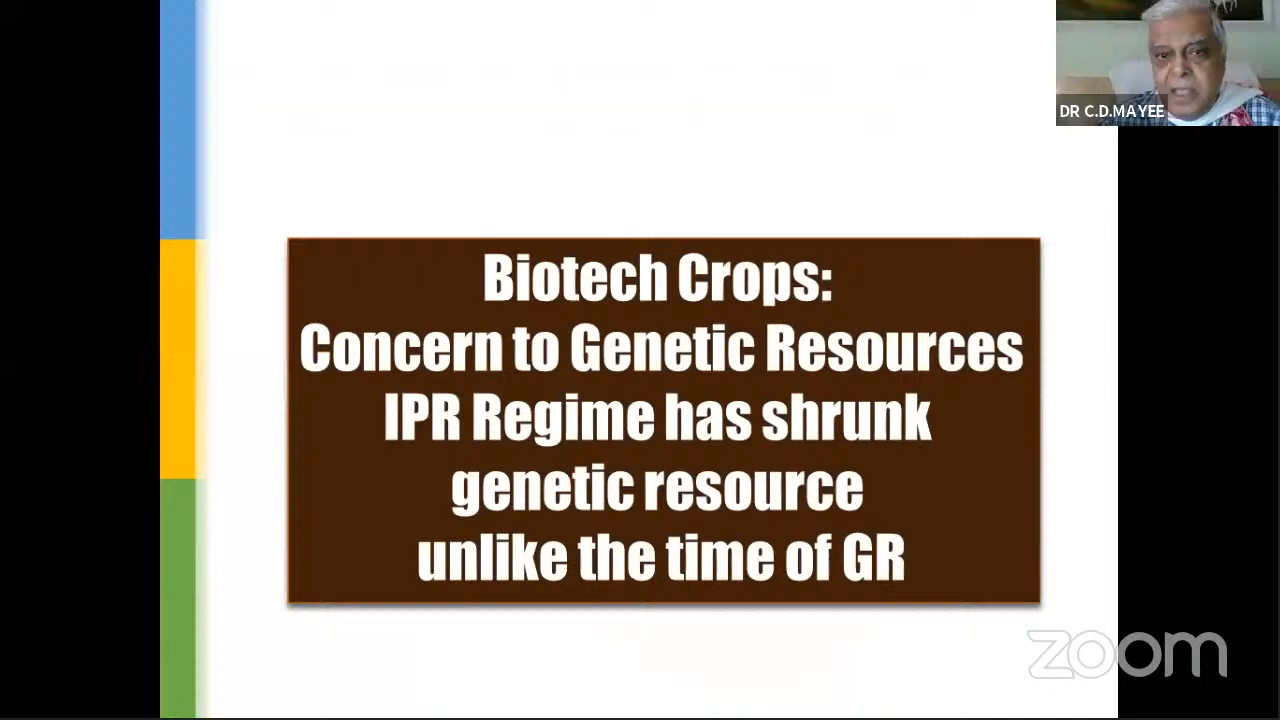 DR C.D.MAYEE
Biotech Crops:
Concern to Genetic Resources
IPR Regime has shrunk
genetic resource
unlike the time of GR
zoom